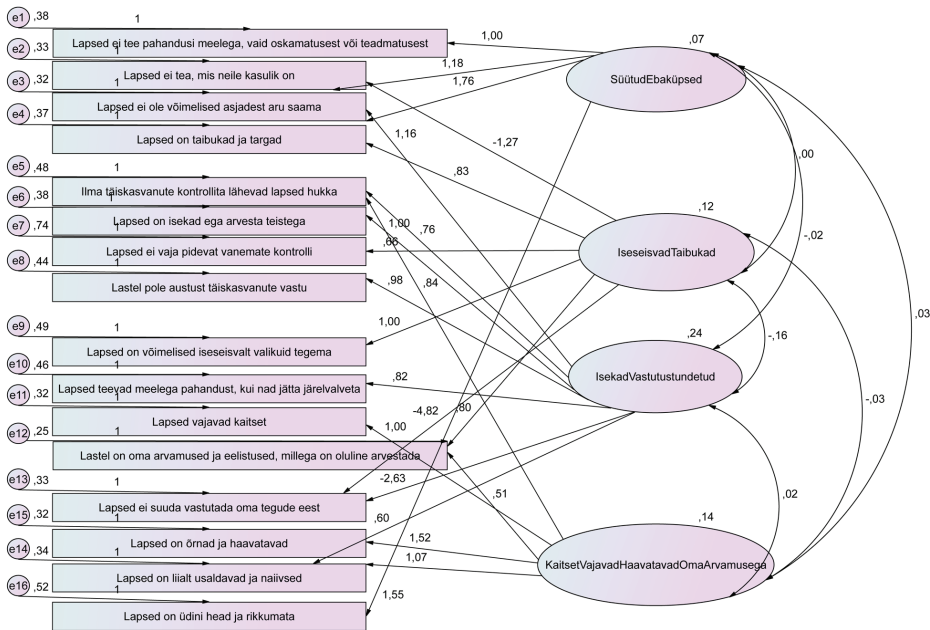 e1 ,38 1
Lapsed ei tee pahandusi meelega, vaid oskamatusest või teadmatusest
e2 ,33 1
Lapsed ei tea, mis neile kasulik on
e3 ,32 1
Lapsed ei ole võimelised asjadest aru saama
e4 ,37 1
Lapsed on taibukad ja targad
e5 ,48 1
Ilma täiskasvanute kontrollita lähevad lapsed hukka
e6 ,38 1
Lapsed on isekad ega arvesta teistega
e7 ,74 1
Lapsed ei vaja pidevat vanemate kontrolli
e8 ,44 1
Lastel pole austust täiskasvanute vastu
e9 ,49 1
Lapsed on võimelised iseseisvalt valikuid tegema
e10 ,46 1
Lapsed teevad meelega pahandust, kui nad jätta järelvalveta
e11 ,32 1
Lapsed vajavad kaitset
e12 ,25 1
Lastel on oma arvamused ja eelistused, millega on oluline arvestada
e13 ,33 1
Lapsed ei suuda vastutada oma tegude eest
e15 ,32 1
Lapsed on õrnad ja haavatavad
e14 ,34 1
Lapsed on liialt usaldavad ja naiivsed
e16 ,52 1
Lapsed on üdini head ja rikkumata
1,00
1,18
1,76
1,16
-1,27
,83
1,00
,76
,66
,84
,98
1,00
,82
-4,82
,80
1,00
-2,63
,51
,60
1,52
1,07
1,55
,07
SüütudEbaküpsed
,12
IseseisvadTaibukad
,24
IsekadVastutustundetud
,14
KaitsetVajavadHaavatavadOmaArvamusega
,00
-,02
,03
-,16
-,03
,02